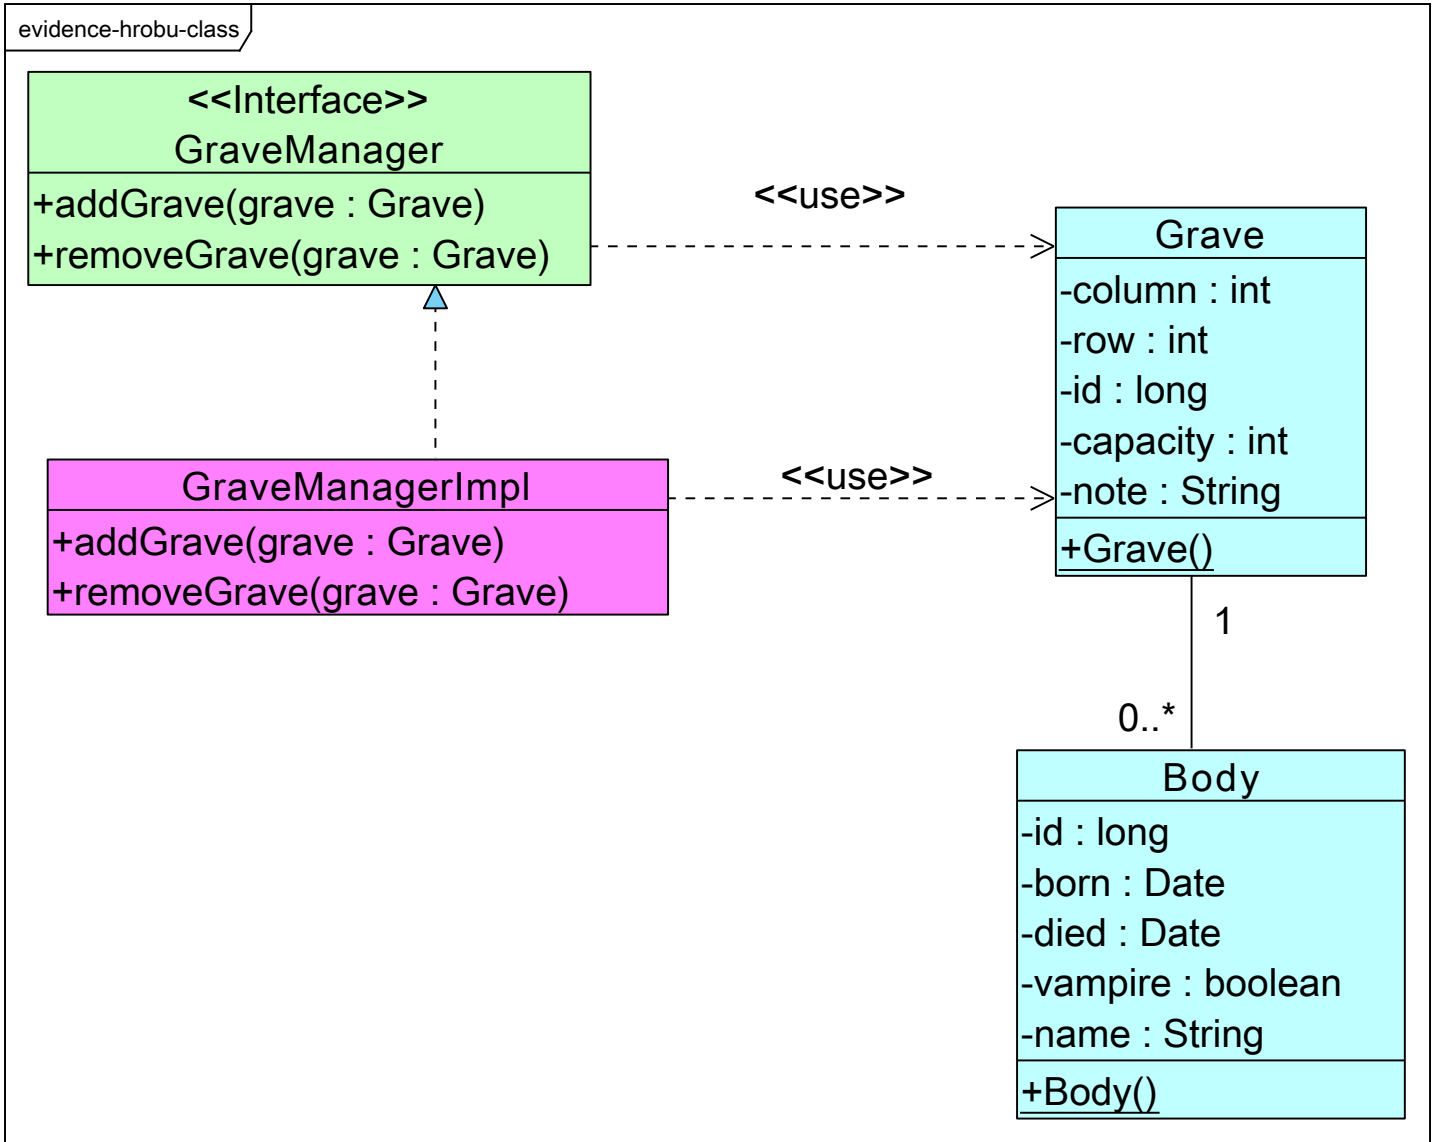 evidence-hrobu-class
<<Interface>>
GraveManager
+addGrave(grave : Grave)
+removeGrave(grave : Grave)
<<use>>
Grave
-column : int
-row : int
-id : long
-capacity : int
-note : String
+Grave()
GraveManagerImpl
+addGrave(grave : Grave)
+removeGrave(grave : Grave)
<<use>>
1
0..*
Body
-id : long
-born : Date
-died : Date
-vampire : boolean
-name : String
+Body()